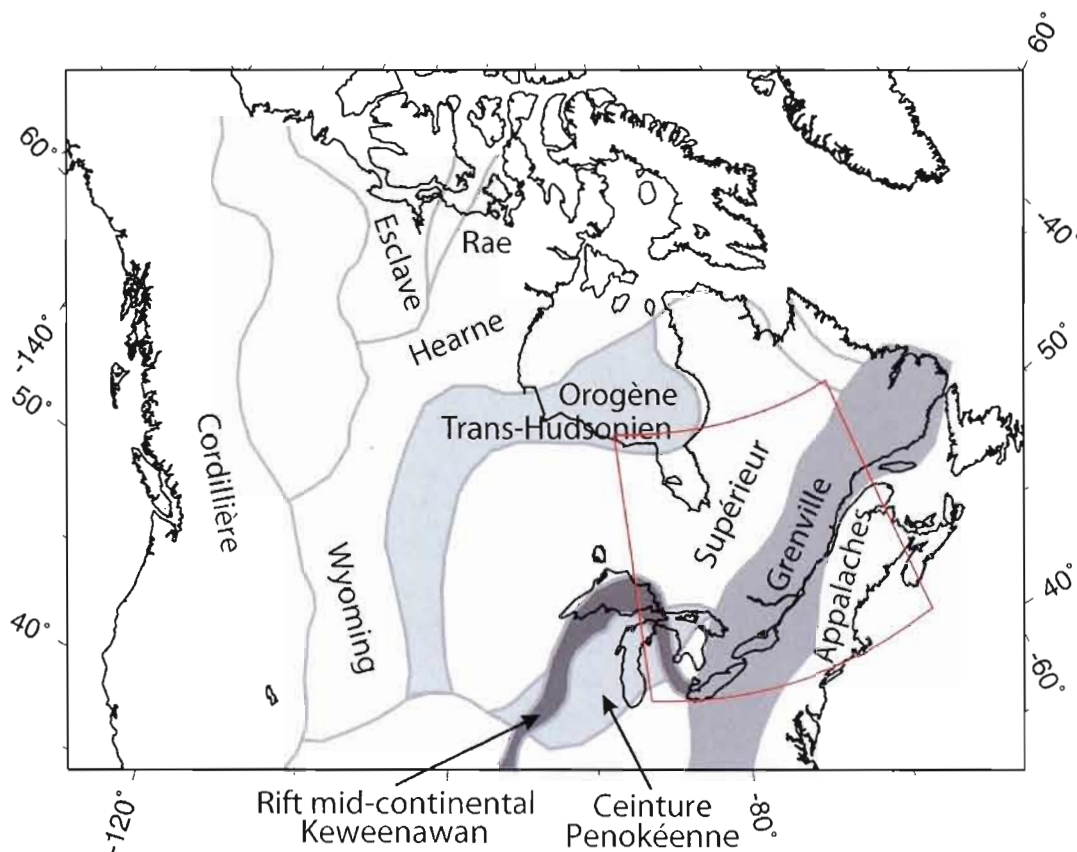 60°
60°
-40°
-140°
50°
50°
40°
40°
-60°
-120°
-80°
Esclave
Rae
Hearne
Orogène
Trans-Hudsonien
Cordillière
Wyoming
Supérieur
Grenville
Appalaches
Rift mid-continental
Keweenawan
Ceinture
Penokéenne